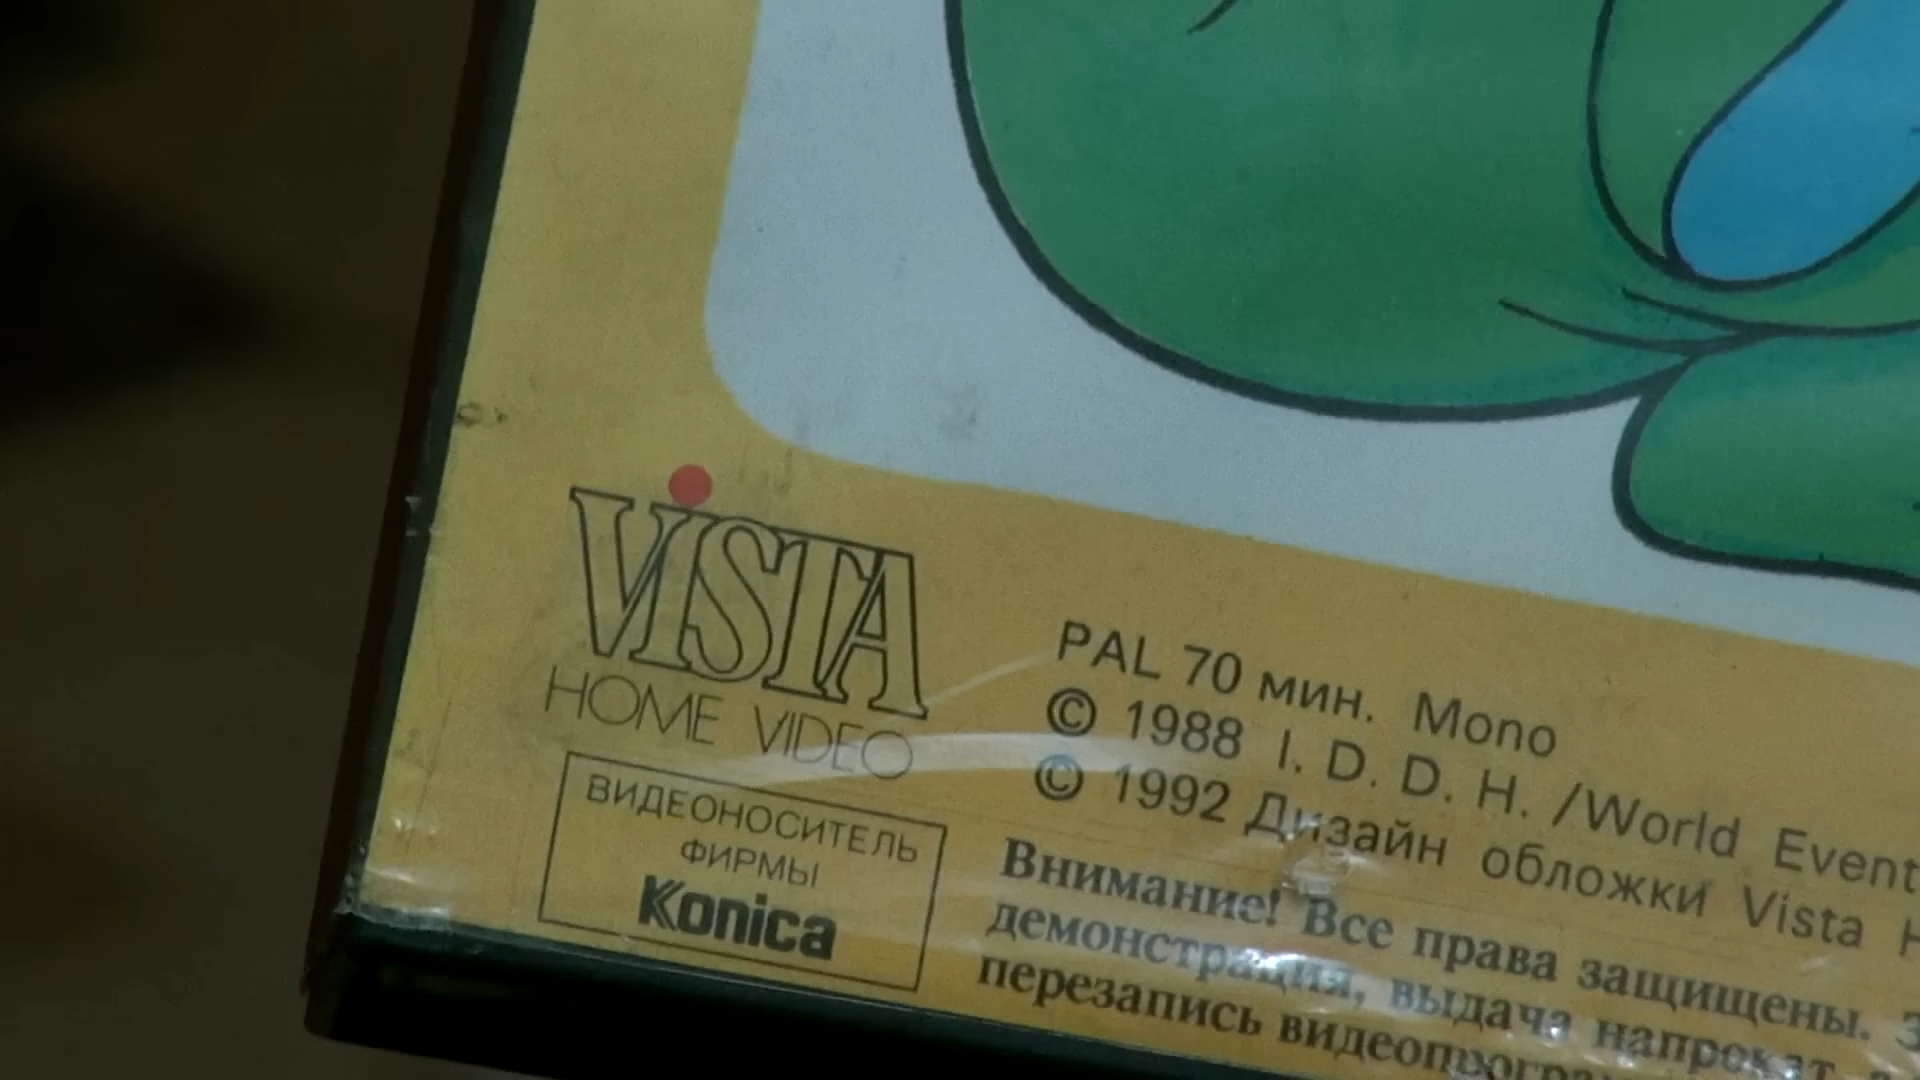 VISTA
HOME VIDEO
ВИДЕОНОСИТЕЛЬ
ФИРМЫ
Konica
PAL 70 мин. Mono
© 1988 I. D. D. H. /World Event
© 1992 Дизайн обложки Vista
Внимание! Все права защищены.
демонстрация, выдача напрокат,
перезапись